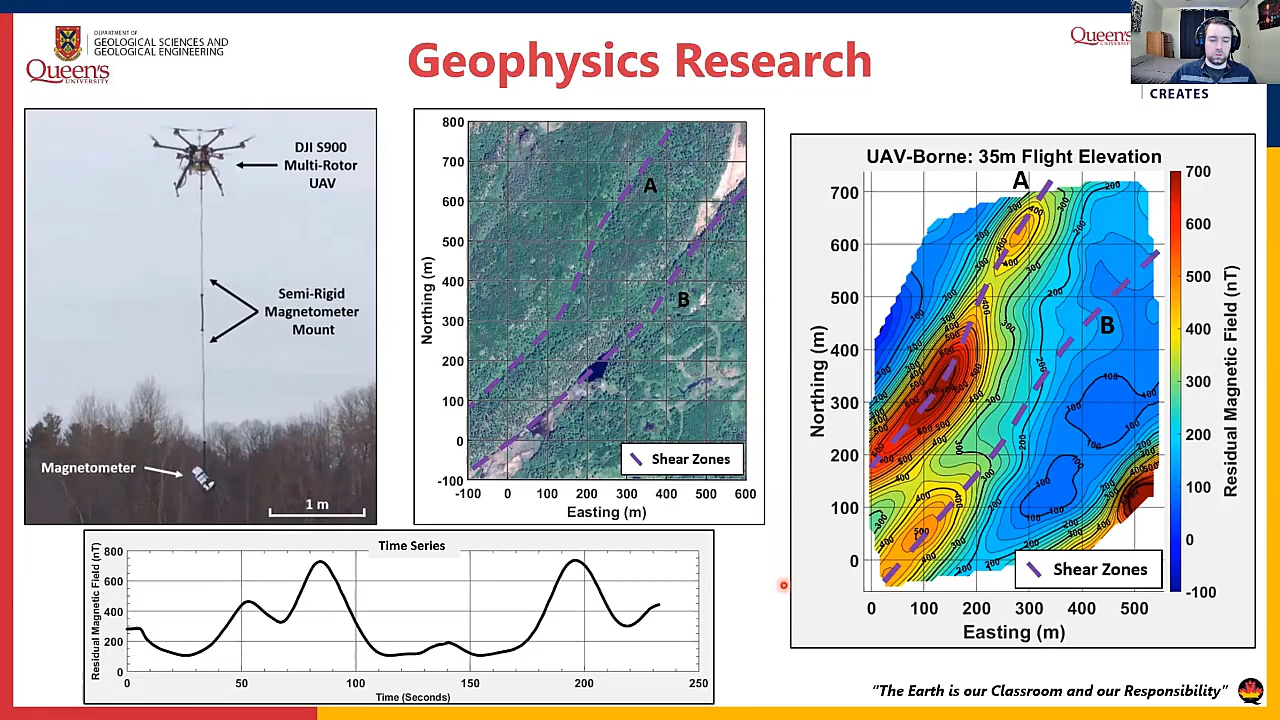 DEPARTMENT OF
GEOLOGICAL SCIENCES AND
GEOLOGICAL ENGINEERING
Queen's
UNIVERSITY
Geophysics Research
Queen's
UNIVERSITY
CREATES
DJI S900
Multi-Rotor
UAV
Semi-Rigid
Magnetometer
Mount
Magnetometer
1 m
800
700
600
500
400
300
200
100
0
-100
Northing (m)
A
B
Shear Zones
-100 0 100 200 300 400 500 600
Easting (m)
UAV-Borne: 35m Flight Elevation
A
B
700
600
500
400
300
200
100
0
Northing (m)
Shear Zones
0 100 200 300 400 500
Easting (m)
700
600
500
400
300
200
100
0
-100
Residual Magnetic Field (nT)
Time Series
Residual Magnetic Field (nT)
800
600
400
200
0
0 50 100 150 200 250
Time (Seconds)
"The Earth is our Classroom and our Responsibility"